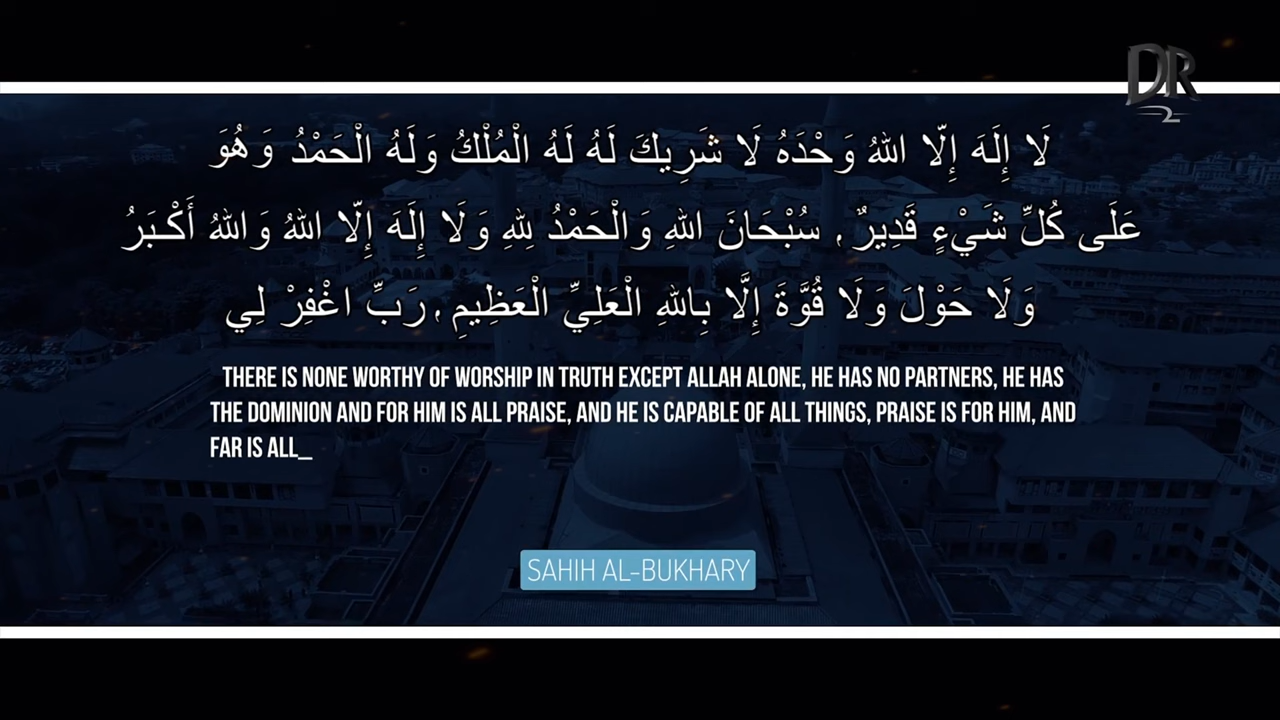 DR
2
لَا إِلَهَ إِلَّا اللهُ وَحْدَهُ لَا شَرِيكَ لَهُ لَهُ الْمُلْكُ وَلَهُ الْحَمْدُ وَهُوَ
عَلَى كُلِّ شَيْءٍ قَدِيرٌ، سُبْحَانَ اللهِ وَالْحَمْدُ لِلهِ وَلَا إِلَهَ إِلَّا اللهُ وَاللهُ أَكْبَرُ
وَلَا حَوْلَ وَلَا قُوَّةَ إِلَّا بِاللهِ الْعَلِيِّ الْعَظِيمِ، رَبِّ اغْفِرْ لِي
THERE IS NONE WORTHY OF WORSHIP IN TRUTH EXCEPT ALLAH ALONE, HE HAS NO PARTNERS, HE HAS
THE DOMINION AND FOR HIM IS ALL PRAISE, AND HE IS CAPABLE OF ALL THINGS, PRAISE IS FOR HIM, AND
FAR IS ALL_
SAHIH AL-BUKHARY